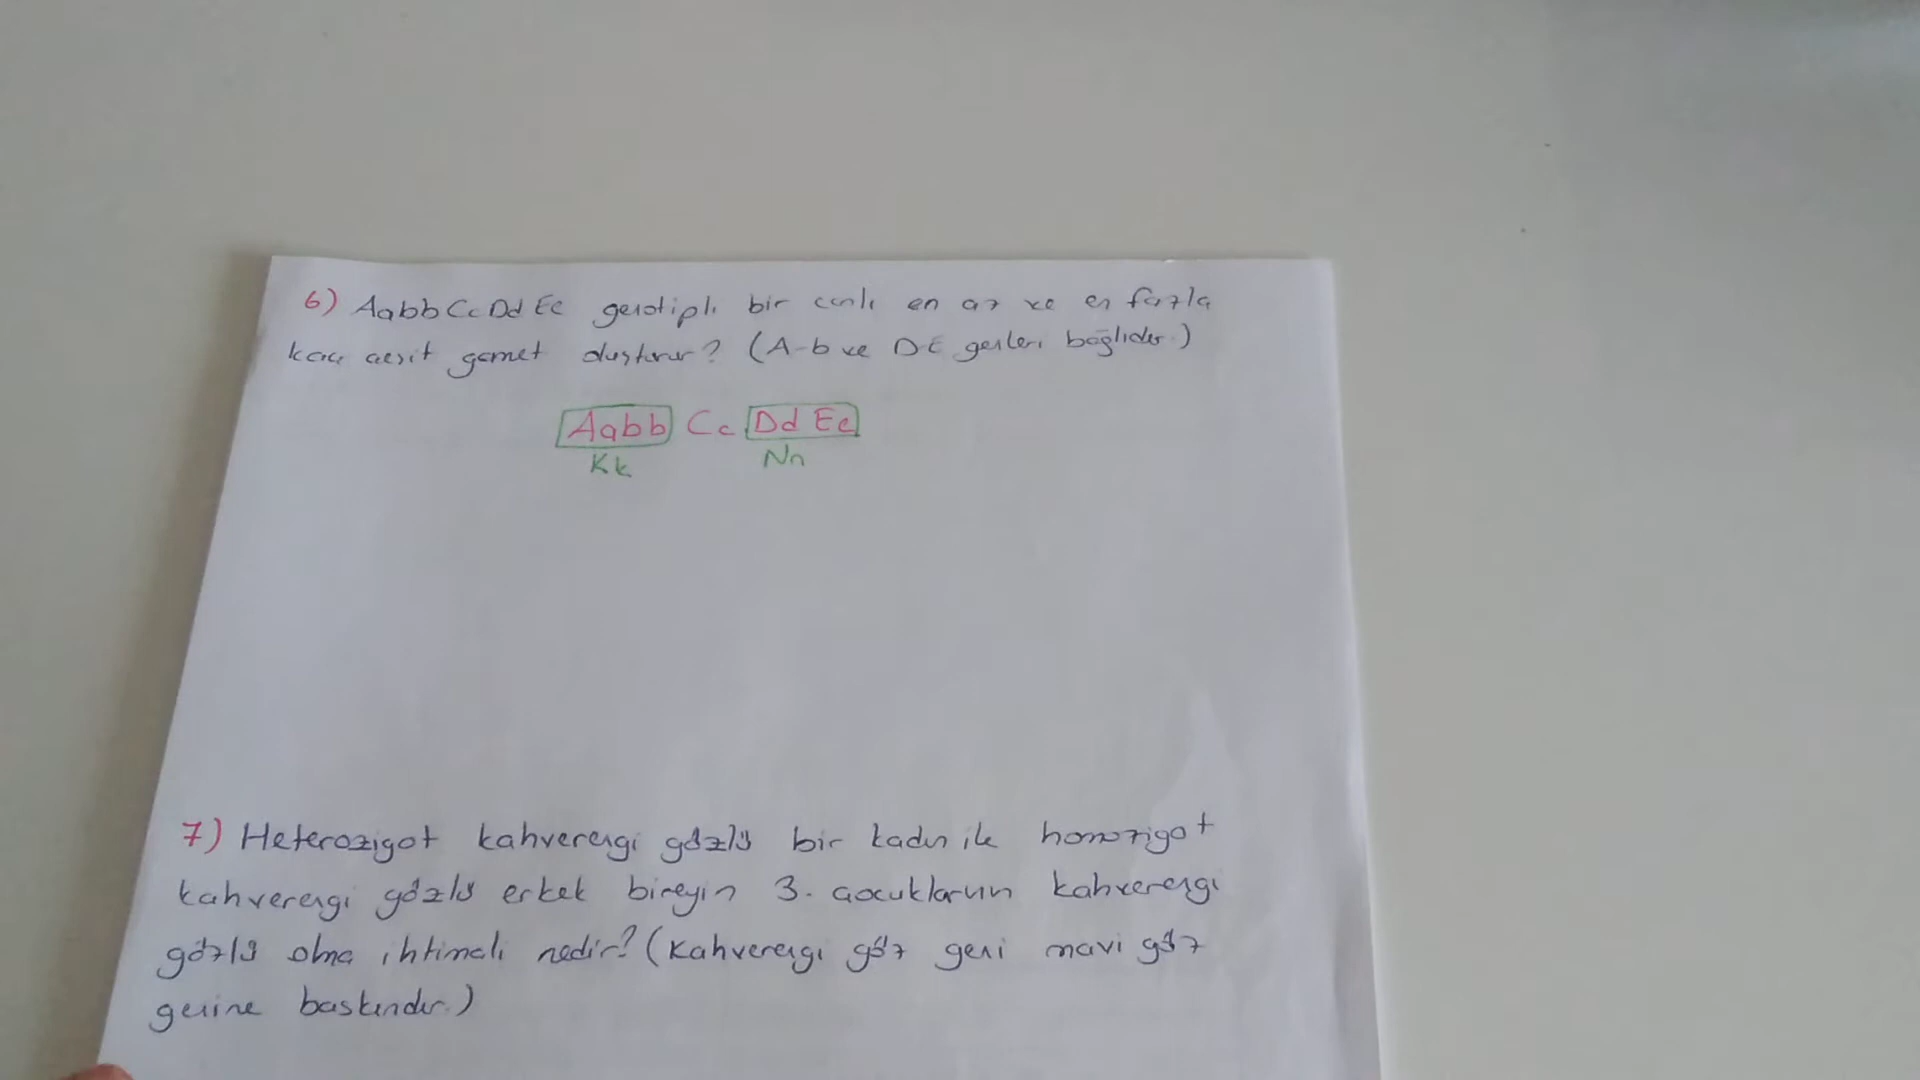 6) AabbCcDdEe genotipli bir canlı en az ve en fazla
kaç çeşit gamet oluşturur? (A-b ve D-E genleri bağlıdır.)
Aabb Cc Dd Ee
Kk Nn
7) Heterozigot kahverengi gözlü bir kadın ile homozigot
kahverengi gözlü erkek bireyin 3. çocuklarının kahverengi
gözlü olma ihtimali nedir? (Kahverengi göz geni mavi göz
genine baskındır.)